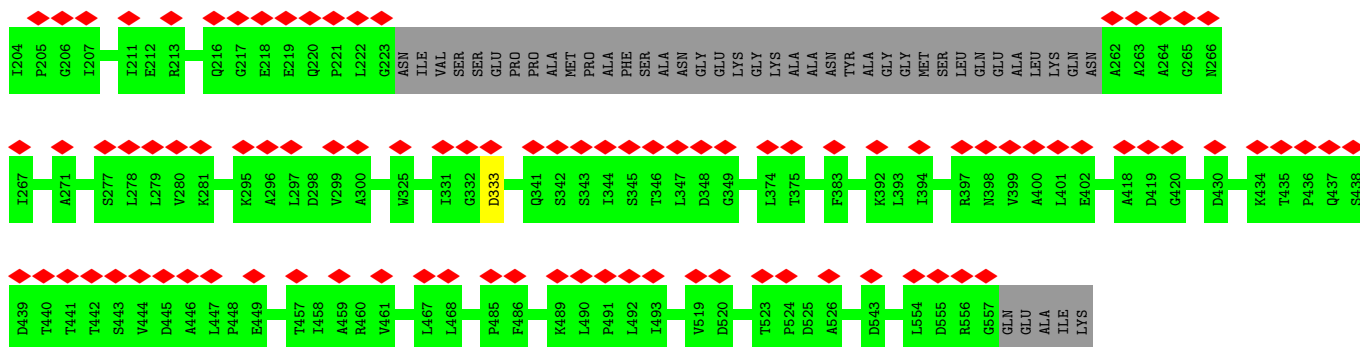 I204 P205 G206 I207 I211 E212 R213 Q216 G217 E218 E219 Q220 P221 L222 G223 ASN ILE VAL SER SER GLU PRO PRO ALA MET PRO ALA PHE SER ALA ASN GLY GLU LYS GLY LYS ALA ALA ASN TYR ALA GLY GLY MET SER LEU GLN GLU ALA LEU LYS GLN ASN A262 A263 A264 G265 N266
I267 A271 S277 L278 L279 V280 K281 K295 A296 L297 D298 V299 A300 W325 I331 G332 D333 Q341 S342 S343 I344 S345 T346 L347 D348 G349 L374 T375 F383 K392 L393 I394 R397 N398 V399 A400 L401 E402 A418 D419 G420 D430 K434 T435 P436 Q437 S438
D439 T440 T441 T442 S443 V444 D445 A446 L447 P448 E449 T457 I458 A459 R460 V461 L467 L468 P485 F486 K489 L490 P491 L492 I493 V519 D520 T523 P524 D525 A526 D543 L554 D555 R556 G557 GLN GLU ALA ILE LYS